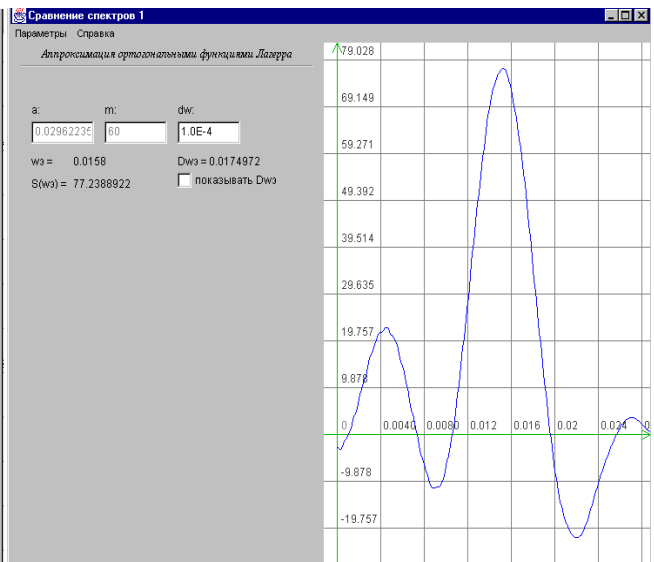 Сравнение спектров 1
Параметры Справка
Аппроксимация ортогональными функциями Лагерра
a: m: dw:
0.02962235 60 1.0E-4
wэ = 0.0158 Dwэ = 0.0174972
S(wэ) = 77.2388922 показывать Dwэ
79.028
69.149
59.271
49.392
39.514
29.635
19.757
9.878
0 0.0040 0.0080 0.012 0.016 0.02 0.024 0
-9.878
-19.757